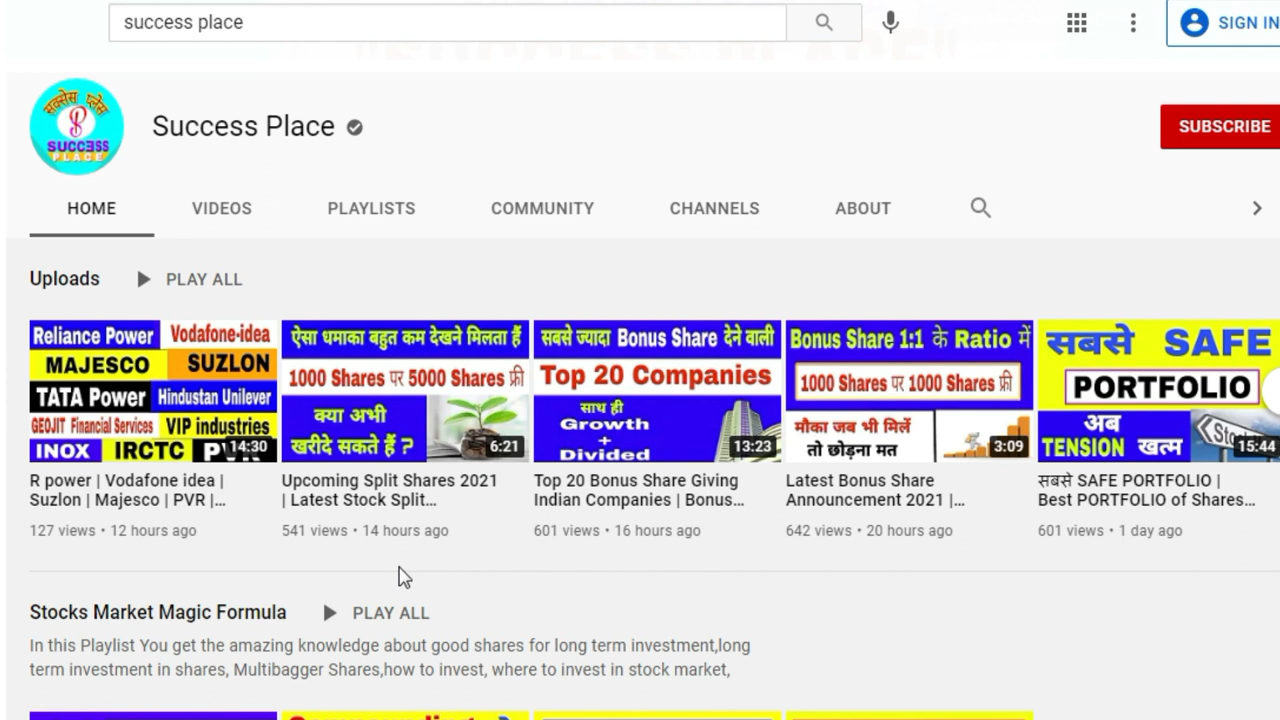 success place
SIGN IN
सक्सेस प्लेस
SUCCESS
PLACE
Success Place
SUBSCRIBE
HOME VIDEOS PLAYLISTS COMMUNITY CHANNELS ABOUT
Uploads PLAY ALL
Reliance Power Vodafone-idea
MAJESCO SUZLON
TATA Power Hindustan Unilever
GEOJIT Financial Services VIP industries
INOX IRCTC PVR 14:30
R power | Vodafone idea |
Suzlon | Majesco | PVR |...
127 views • 12 hours ago
ऐसा धमाका बहुत कम देखने मिलता हैं
1000 Shares पर 5000 Shares फ्री
क्या अभी
खरीदे सकते हैं ? 6:21
Upcoming Split Shares 2021
| Latest Stock Split...
541 views • 14 hours ago
सबसे ज्यादा Bonus Share देने वाली
Top 20 Companies
साथ ही
Growth
+
Divided 13:23
Top 20 Bonus Share Giving
Indian Companies | Bonus...
601 views • 16 hours ago
Bonus Share 1:1 के Ratio में
1000 Shares पर 1000 Shares फ्री
मौका जब भी मिलें
तो छोड़ना मत 3:09
Latest Bonus Share
Announcement 2021 |...
642 views • 20 hours ago
सबसे SAFE
PORTFOLIO
अब
TENSION खत्म 15:44
सबसे SAFE PORTFOLIO |
Best PORTFOLIO of Shares...
601 views • 1 day ago
Stocks Market Magic Formula PLAY ALL
In this Playlist You get the amazing knowledge about good shares for long term investment,long
term investment in shares, Multibagger Shares,how to invest, where to invest in stock market,